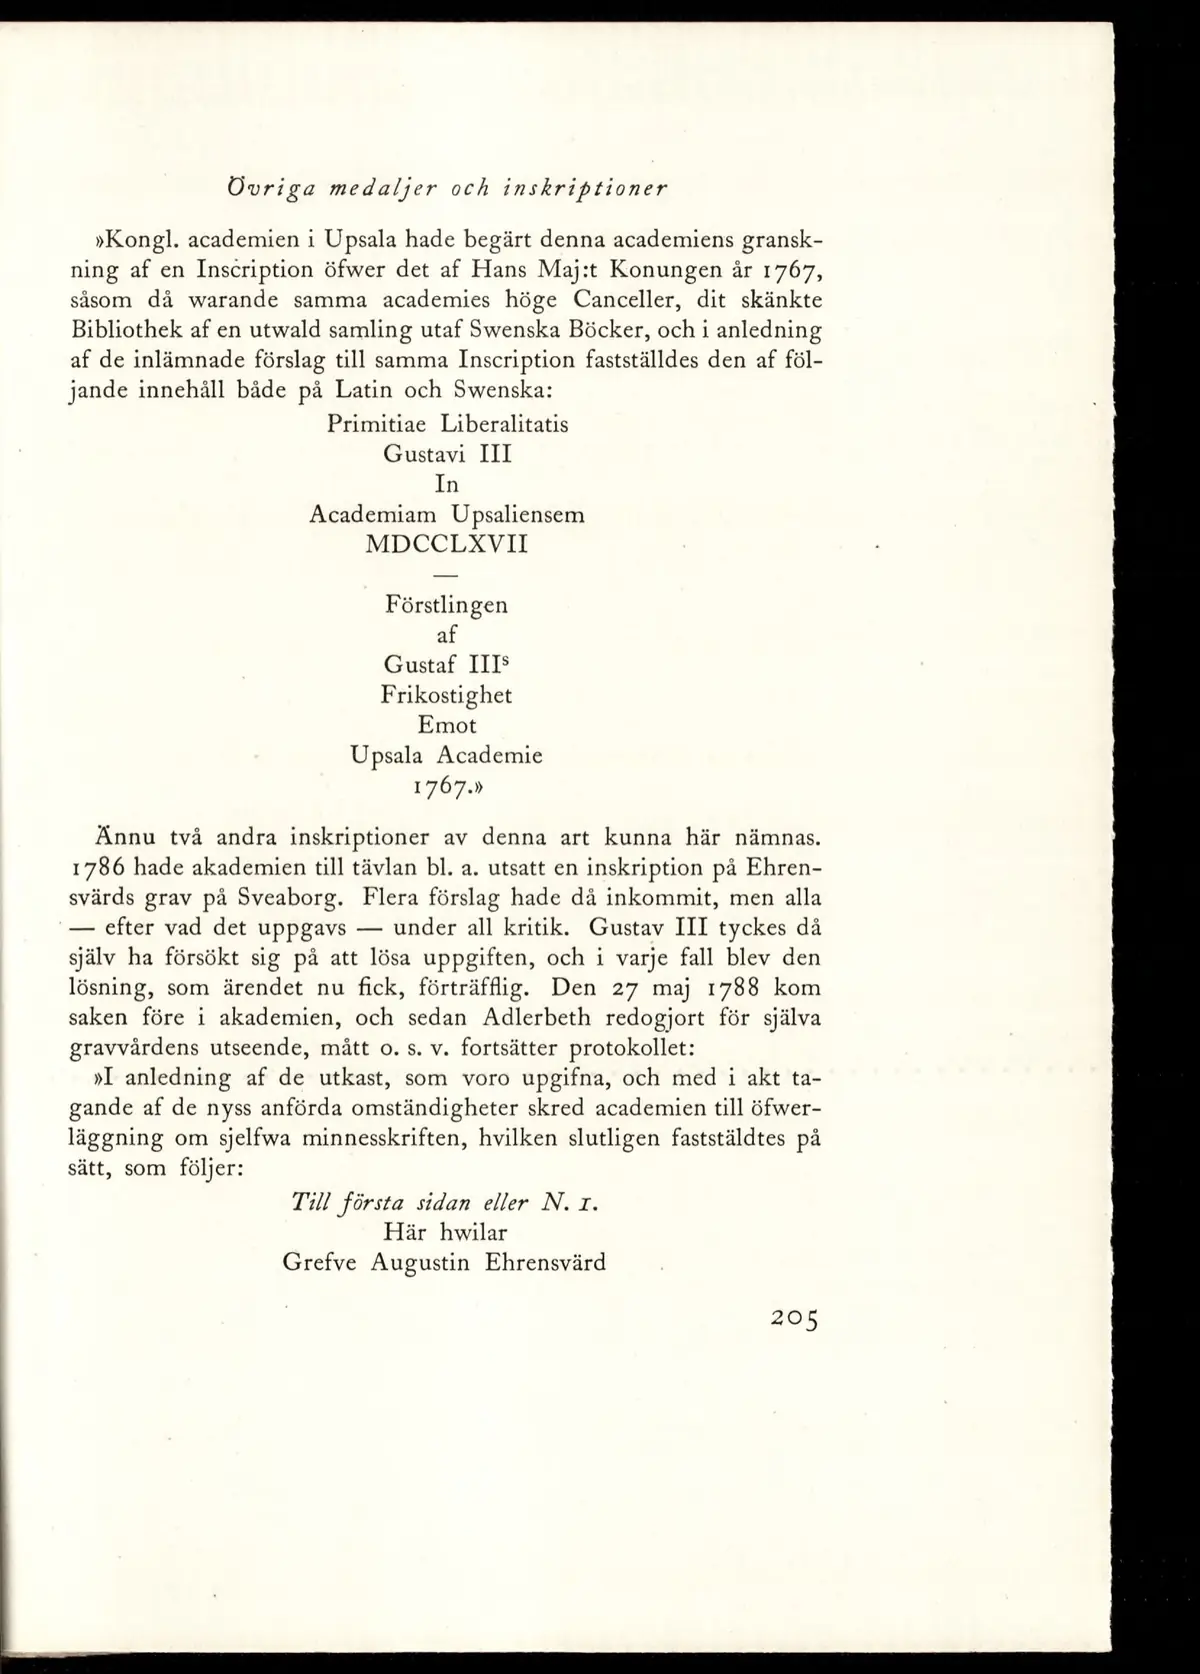 Övriga medaljer och inskriptioner
»Kongl. academien i Upsala hade begärt denna academiens gransk-
ning af en Inscription öfwer det af Hans Maj:t Konungen år 1767,
såsom då warande samma academies höge Canceller, dit skänkte
Bibliothek af en utwald samling utaf Swenska Böcker, och i anledning
af de inlämnade förslag till samma Inscription fastställdes den af föl-
jande innehåll både på Latin och Swenska:
Primitiae Liberalitatis
Gustavi III
In
Academiam Upsaliensem
MDCCLXVII
—
Förstlingen
af
Gustaf IIIˢ
Frikostighet
Emot
Upsala Academie
1767.»
Ännu två andra inskriptioner av denna art kunna här nämnas.
1786 hade akademien till tävlan bl. a. utsatt en inskription på Ehren-
svärds grav på Sveaborg. Flera förslag hade då inkommit, men alla
— efter vad det uppgavs — under all kritik. Gustav III tyckes då
själv ha försökt sig på att lösa uppgiften, och i varje fall blev den
lösning, som ärendet nu fick, förträfflig. Den 27 maj 1788 kom
saken före i akademien, och sedan Adlerbeth redogjort för själva
gravvårdens utseende, mått o. s. v. fortsätter protokollet:
»I anledning af de utkast, som voro upgifna, och med i akt ta-
gande af de nyss anförda omständigheter skred academien till öfwer-
läggning om sjelfwa minnesskriften, hvilken slutligen faststäldtes på
sätt, som följer:
Till första sidan eller N. 1.
Här hwilar
Grefve Augustin Ehrensvärd
205